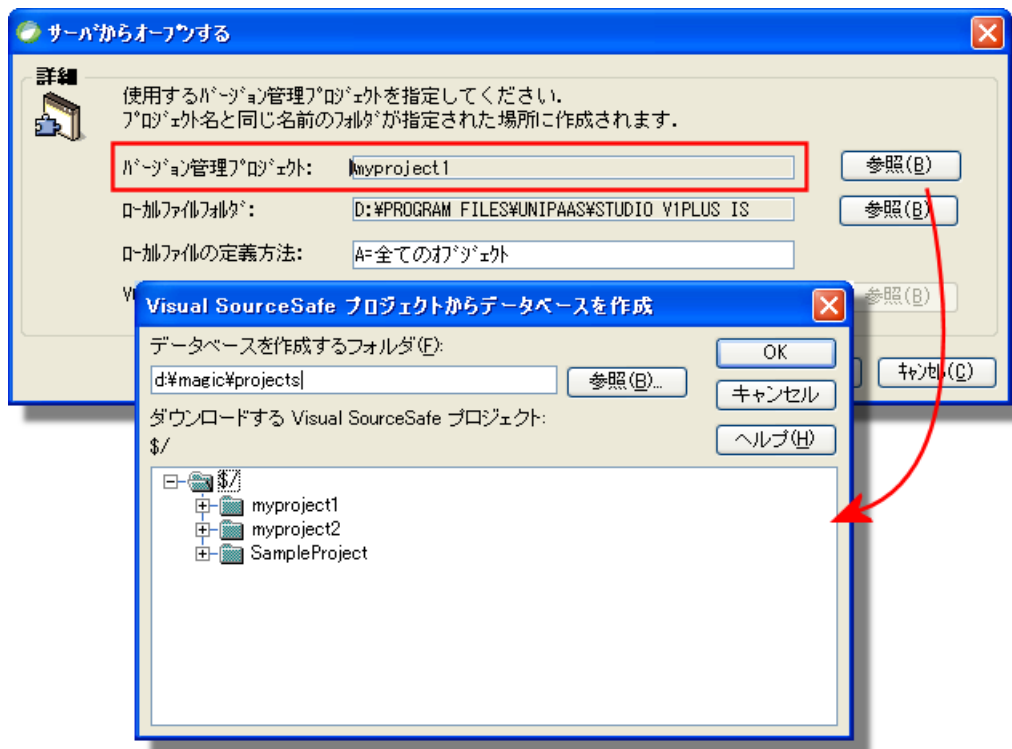 サーバからオープンする
詳細
使用するバージョン管理プロジェクトを指定してください.
プロジェクト名と同じ名前のフォルダが指定された場所に作成されます.
バージョン管理プロジェクト: myproject1 参照(B)
ローカルファイルフォルダ: D:¥PROGRAM FILES¥UNIPAAS¥STUDIO V1PLUS IS 参照(B)
ローカルファイルの定義方法: A=全てのオブジェクト
参照(B)
キャンセル(C)
Visual SourceSafe プロジェクトからデータベースを作成
データベースを作成するフォルダ(F):
d:¥magic¥projects 参照(B)...
OK
キャンセル
ヘルプ(H)
ダウンロードする Visual SourceSafe プロジェクト:
$/
$/
myproject1
myproject2
SampleProject